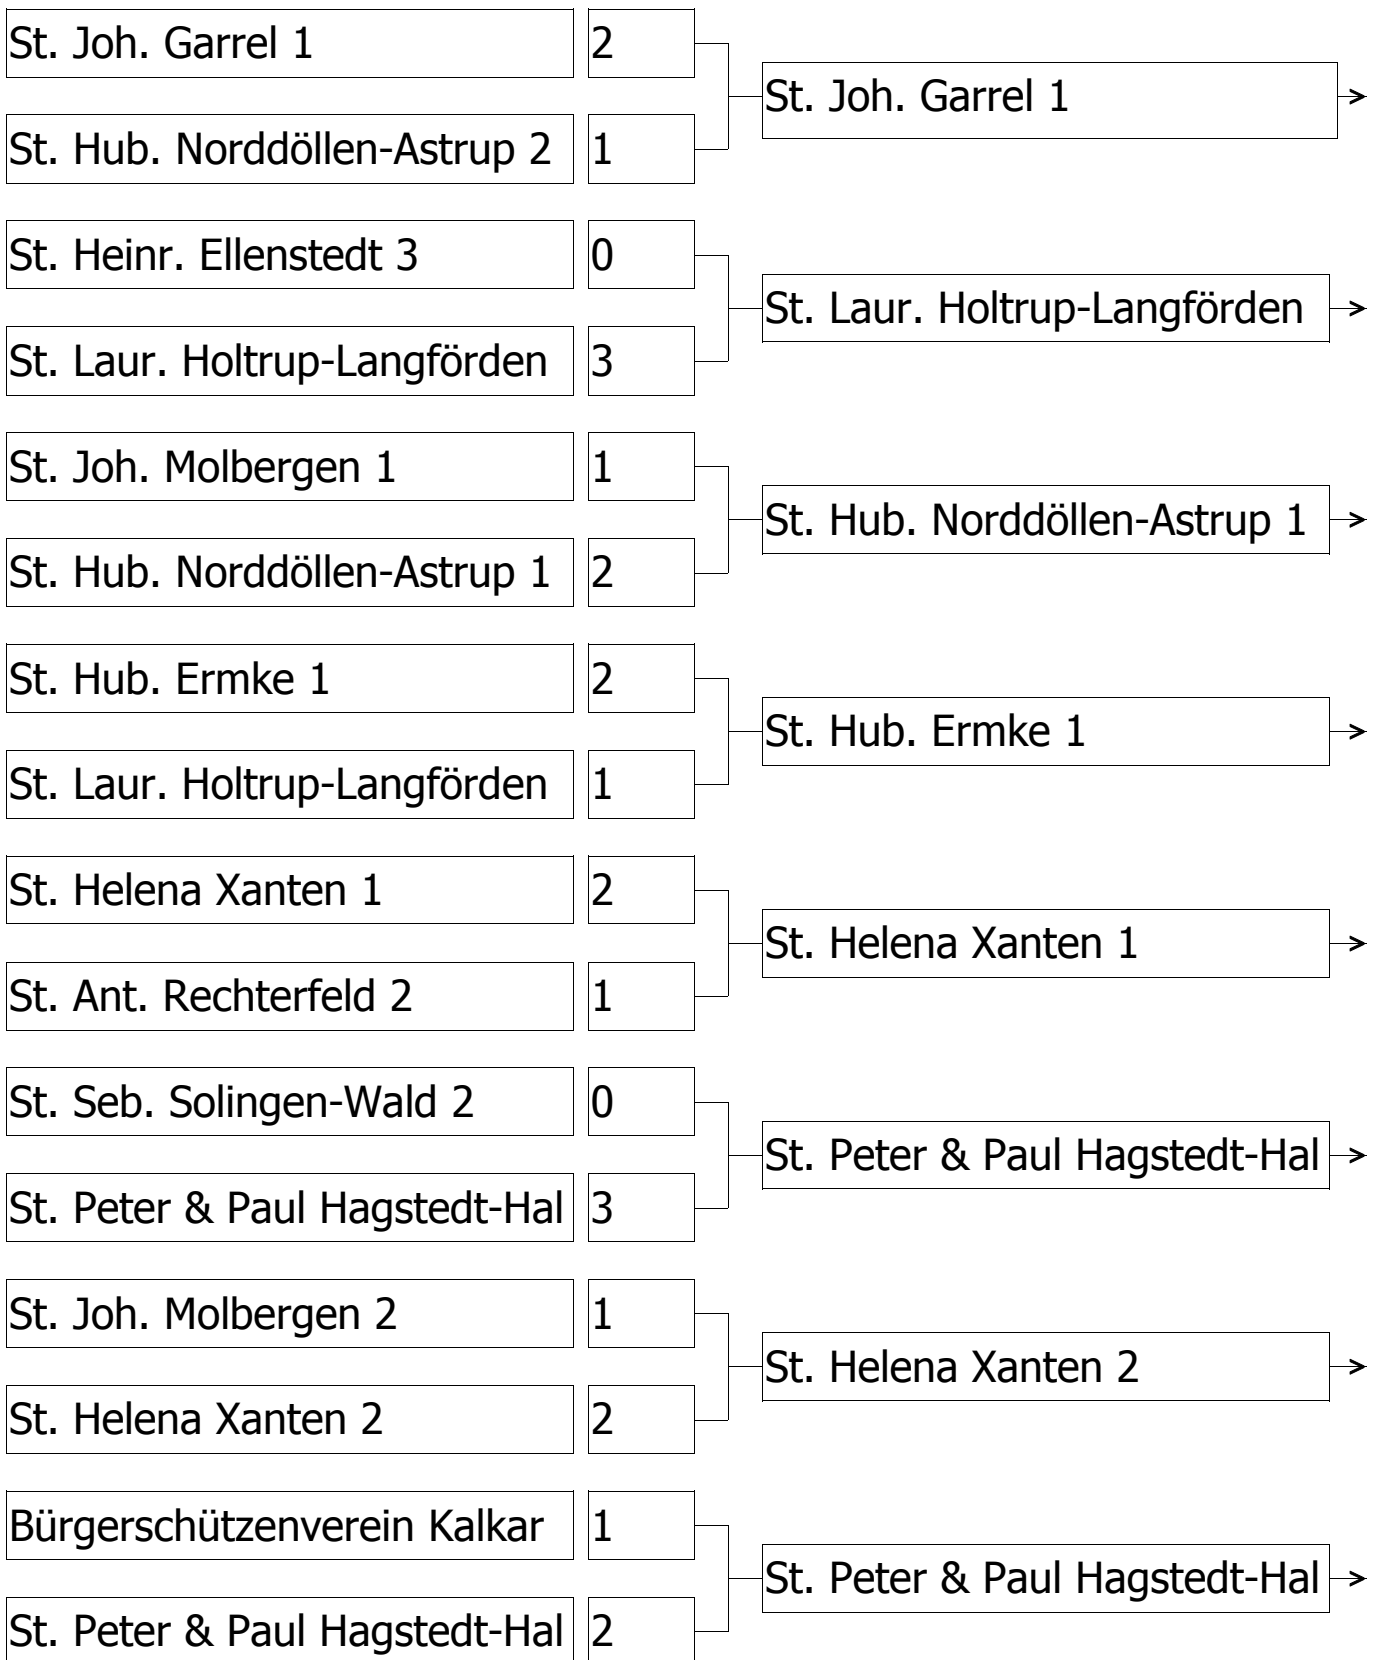 St. Joh. Garrel 1 2
St. Joh. Garrel 1 >
St. Hub. Norddöllen-Astrup 2 1
St. Heinr. Ellenstedt 3 0
St. Laur. Holtrup-Langförden >
St. Laur. Holtrup-Langförden 3
St. Joh. Molbergen 1 1
St. Hub. Norddöllen-Astrup 1 >
St. Hub. Norddöllen-Astrup 1 2
St. Hub. Ermke 1 2
St. Hub. Ermke 1 >
St. Laur. Holtrup-Langförden 1
St. Helena Xanten 1 2
St. Helena Xanten 1 >
St. Ant. Rechterfeld 2 1
St. Seb. Solingen-Wald 2 0
St. Peter & Paul Hagstedt-Hal >
St. Peter & Paul Hagstedt-Hal 3
St. Joh. Molbergen 2 1
St. Helena Xanten 2 >
St. Helena Xanten 2 2
Bürgerschützenverein Kalkar 1
St. Peter & Paul Hagstedt-Hal >
St. Peter & Paul Hagstedt-Hal 2